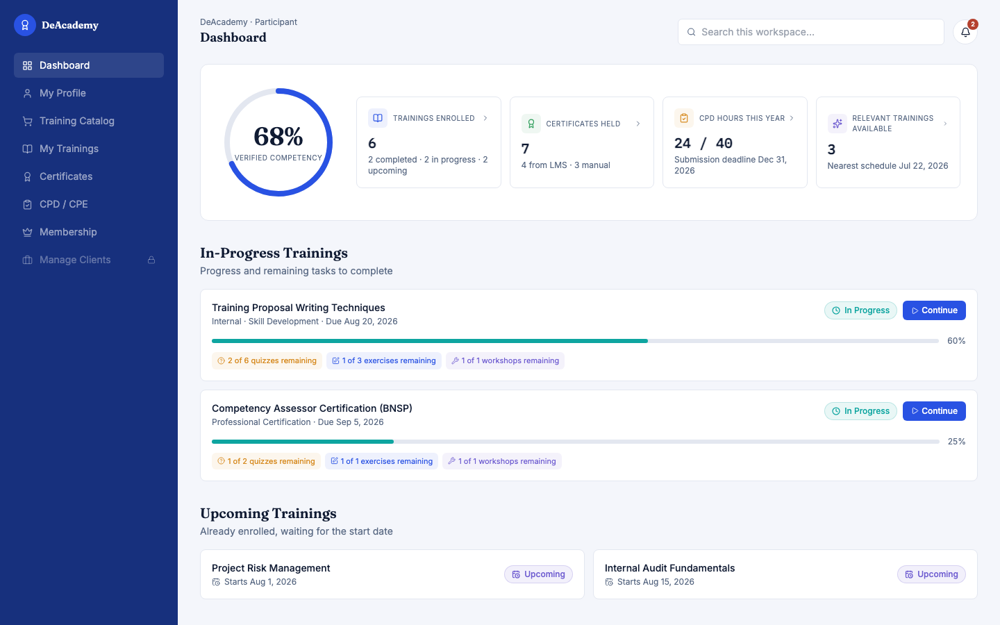 DeAcademy
Dashboard
My Profile
Training Catalog
My Trainings
Certificates
CPD / CPE
Membership
Manage Clients
DeAcademy · Participant
Dashboard
Search this workspace...
2
68%
VERIFIED COMPETENCY
TRAININGS ENROLLED
6
2 completed · 2 in progress · 2
upcoming
CERTIFICATES HELD
7
4 from LMS · 3 manual
CPD HOURS THIS YEAR
24 / 40
Submission deadline Dec 31,
2026
RELEVANT TRAININGS
AVAILABLE
3
Nearest schedule Jul 22, 2026
In-Progress Trainings
Progress and remaining tasks to complete
Training Proposal Writing Techniques
Internal · Skill Development · Due Aug 20, 2026
In Progress
Continue
60%
2 of 6 quizzes remaining
1 of 3 exercises remaining
1 of 1 workshops remaining
Competency Assessor Certification (BNSP)
Professional Certification · Due Sep 5, 2026
In Progress
Continue
25%
1 of 2 quizzes remaining
1 of 1 exercises remaining
1 of 1 workshops remaining
Upcoming Trainings
Already enrolled, waiting for the start date
Project Risk Management
Starts Aug 1, 2026
Upcoming
Internal Audit Fundamentals
Starts Aug 15, 2026
Upcoming